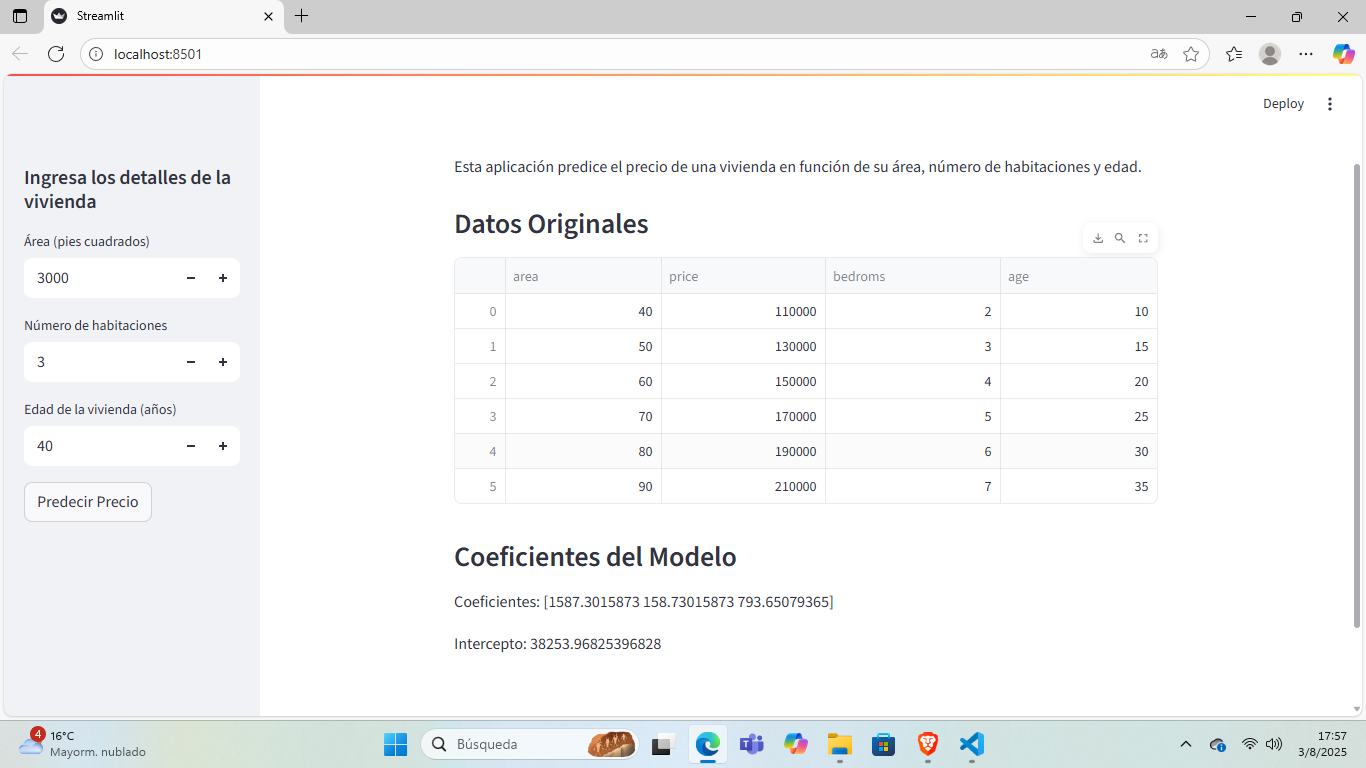 Streamlit
localhost:8501
Deploy
Ingresa los detalles de la
vivienda
Área (pies cuadrados)
3000
Número de habitaciones
3
Edad de la vivienda (años)
40
Predecir Precio
Esta aplicación predice el precio de una vivienda en función de su área, número de habitaciones y edad.
Datos Originales
area price bedroms age
0 40 110000 2 10
1 50 130000 3 15
2 60 150000 4 20
3 70 170000 5 25
4 80 190000 6 30
5 90 210000 7 35
Coeficientes del Modelo
Coeficientes: [1587.3015873 158.73015873 793.65079365]
Intercepto: 38253.96825396828
4
16°C
Mayorm. nublado
Búsqueda
17:57
3/8/2025